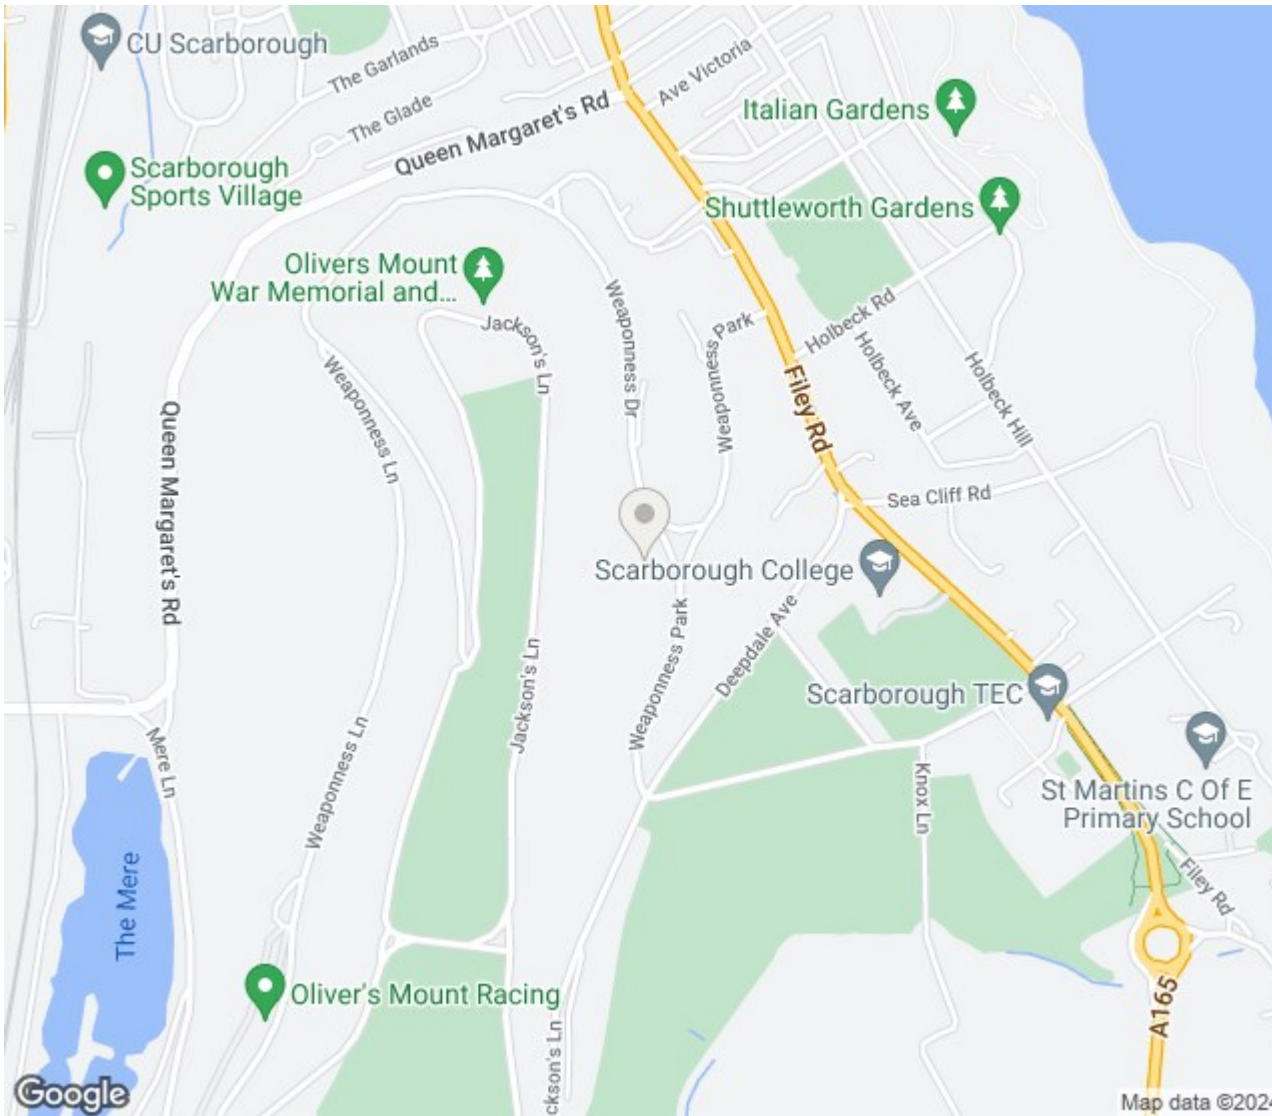 CU Scarborough
The Garlands
The Glade
Queen Margaret's Rd
Ave Victoria
Italian Gardens
Scarborough
Sports Village
Shuttleworth Gardens
Olivers Mount
War Memorial and...
Jackson's Ln
Weaponness Dr
Weaponness Park
Holbeck Rd
Holbeck Ave
Holbeck Hill
Filey Rd
Weaponness Ln
Queen Margaret's Rd
Sea Cliff Rd
Scarborough College
Deepdale Ave
Weaponness Park
Jackson's Ln
Scarborough TEC
Mere Ln
Weaponness Ln
Knox Ln
St Martins C Of E
Primary School
The Mere
Filey Rd
Oliver's Mount Racing
A165
ckson's Ln
Google
Map data ©2024